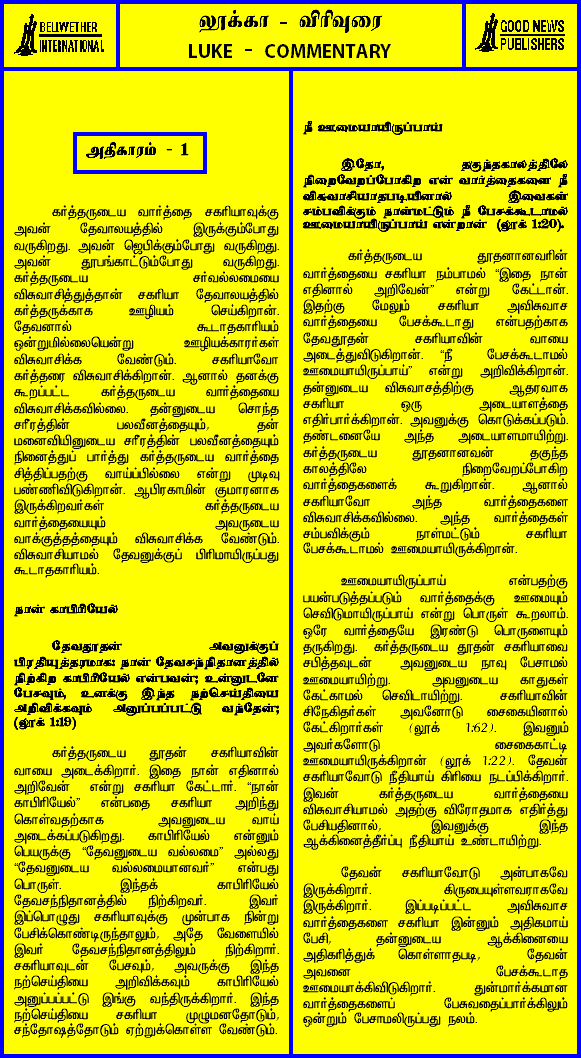 BELLWETHER
INTERNATIONAL
லூக்கா - விரிவுரை
LUKE - COMMENTARY
GOOD NEWS
PUBLISHERS
அதிகாரம் - 1
கர்த்தருடைய வார்த்தை சகரியாவுக்கு
அவன் தேவாலயத்தில் இருக்கும்போது
வருகிறது. அவன் ஜெபிக்கும்போது வருகிறது.
அவன் தூபங்காட்டும்போது வருகிறது.
கர்த்தருடைய சர்வல்லமையை
விசுவாசித்துத்தான் சகரியா தேவாலயத்தில்
கர்த்தருக்காக ஊழியம் செய்கிறான்.
தேவனால் கூடாதகாரியம்
ஒன்றுமில்லையென்று ஊழியக்காரர்கள்
விசுவாசிக்க வேண்டும். சகரியாவோ
கர்த்தரை விசுவாசிக்கிறான். ஆனால் தனக்கு
கூறப்பட்ட கர்த்தருடைய வார்த்தையை
விசுவாசிக்கவில்லை. தன்னுடைய சொந்த
சரீரத்தின் பலவீனத்தையும், தன்
மனைவியினுடைய சரீரத்தின் பலவீனத்தையும்
நினைத்துப் பார்த்து கர்த்தருடைய வார்த்தை
சித்திப்பதற்கு வாய்ப்பில்லை என்று முடிவு
பண்ணிவிடுகிறான். ஆபிரகாமின் குமாரனாக
இருக்கிறவர்கள் கர்த்தருடைய
வார்த்தையையும் அவருடைய
வாக்குத்தத்தையும் விசுவாசிக்க வேண்டும்.
விசுவாசியாமல் தேவனுக்குப் பிரிமாயிருப்பது
கூடாதகாரியம்.
நான் காபிரியேல்
தேவதூதன் அவனுக்குப்
பிரதியுத்தரமாக: நான் தேவசந்நிதானத்தில்
நிற்கிற காபிரியேல் என்பவன்; உன்னுடனே
பேசவும், உனக்கு இந்த நற்செய்தியை
அறிவிக்கவும் அனுப்பப்பட்டு வந்தேன்;
(லூக் 1:19)
கர்த்தருடைய தூதன் சகரியாவின்
வாயை அடைக்கிறார். இதை நான் எதினால்
அறிவேன் என்று சகரியா கேட்டார். “நான்
காபிரியேல்” என்பதை சகரியா அறிந்து
கொள்வதற்காக அவனுடைய வாய்
அடைக்கப்படுகிறது. காபிரியேல் என்னும்
பெயருக்கு “தேவனுடைய வல்லமை” அல்லது
“தேவனுடைய வல்லமையானவர்” என்பது
பொருள். இந்தக் காபிரியேல்
தேவசந்நிதானத்தில் நிற்கிறவர். இவர்
இப்பொழுது சகரியாவுக்கு முன்பாக நின்று
பேசிக்கொண்டிருந்தாலும், அதே வேளையில்
இவர் தேவசந்நிதானத்திலும் நிற்கிறார்.
சகரியாவுடன் பேசவும், அவருக்கு இந்த
நற்செய்தியை அறிவிக்கவும் காபிரியேல்
அனுப்பப்பட்டு இங்கு வந்திருக்கிறார். இந்த
நற்செய்தியை சகரியா முழுமனதோடும்,
சந்தோஷத்தோடும் ஏற்றுக்கொள்ள வேண்டும்.
நீ ஊமையாயிருப்பாய்
இதோ, தகுந்தகாலத்திலே
நிறைவேறப்போகிற என் வார்த்தைகளை நீ
விசுவாசியாதபடியினால் இவைகள்
சம்பவிக்கும் நாள்மட்டும் நீ பேசக்கூடாமல்
ஊமையாயிருப்பாய் என்றான் (லூக் 1:20).
கர்த்தருடைய தூதனானவரின்
வார்த்தையை சகரியா நம்பாமல் “இதை நான்
எதினால் அறிவேன்” என்று கேட்டான்.
இதற்கு மேலும் சகரியா அவிசுவாச
வார்த்தையை பேசக்கூடாது என்பதற்காக
தேவதூதன் சகரியாவின் வாயை
அடைத்துவிடுகிறான். “நீ பேசக்கூடாமல்
ஊமையாயிருப்பாய்” என்று அறிவிக்கிறான்.
தன்னுடைய விசுவாசத்திற்கு ஆதரவாக
சகரியா ஒரு அடையாளத்தை
எதிர்பார்க்கிறான். அவனுக்கு கொடுக்கப்படும்.
தண்டனையே அந்த அடையாளமாயிற்று.
கர்த்தருடைய தூதனானவன் தகுந்த
காலத்திலே நிறைவேறப்போகிற
வார்த்தைகளைக் கூறுகிறான். ஆனால்
சகரியாவோ அந்த வார்த்தைகளை
விசுவாசிக்கவில்லை. அந்த வார்த்தைகள்
சம்பவிக்கும் நாள்மட்டும் சகரியா
பேசக்கூடாமல் ஊமையாயிருக்கிறான்.
ஊமையாயிருப்பாய் என்பதற்கு
பயன்படுத்தப்படும் வார்த்தைக்கு ஊமையும்
செவிடுமாயிருப்பாய் என்று பொருள் கூறலாம்.
ஒரே வார்த்தையே இரண்டு பொருளையும்
தருகிறது. கர்த்தருடைய தூதன் சகரியாவை
சபித்தவுடன் அவனுடைய நாவு பேசாமல்
ஊமையாயிற்று. அவனுடைய காதுகள்
கேட்காமல் செவிடாயிற்று. சகரியாவின்
சிநேகிதர்கள் அவனோடு சைகையினால்
கேட்கிறார்கள் (லூக் 1:62). இவனும்
அவர்களோடு சைகைகாட்டி
ஊமையாயிருக்கிறான் (லூக் 1:22). தேவன்
சகரியாவோடு நீதியாய் கிரியை நடப்பிக்கிறார்.
இவன் கர்த்தருடைய வார்த்தையை
விசுவாசியாமல் அதற்கு விரோதமாக எதிர்த்து
பேசியதினால், இவனுக்கு இந்த
ஆக்கினைத்தீர்ப்பு நீதியாய் உண்டாயிற்று.
தேவன் சகரியாவோடு அன்பாகவே
இருக்கிறார். கிருபையுள்ளவராகவே
இருக்கிறார். இப்படிப்பட்ட அவிசுவாச
வார்த்தைகளை சகரியா இன்னும் அதிகமாய்
பேசி, தன்னுடைய ஆக்கினையை
அதிகரித்துக் கொள்ளாதபடி, தேவன்
அவனை பேசக்கூடாத
ஊமையாக்கிவிடுகிறார். துன்மார்க்கமான
வார்த்தைகளைப் பேசுவதைப்பார்க்கிலும்
ஒன்றும் பேசாமலிருப்பது நலம்.